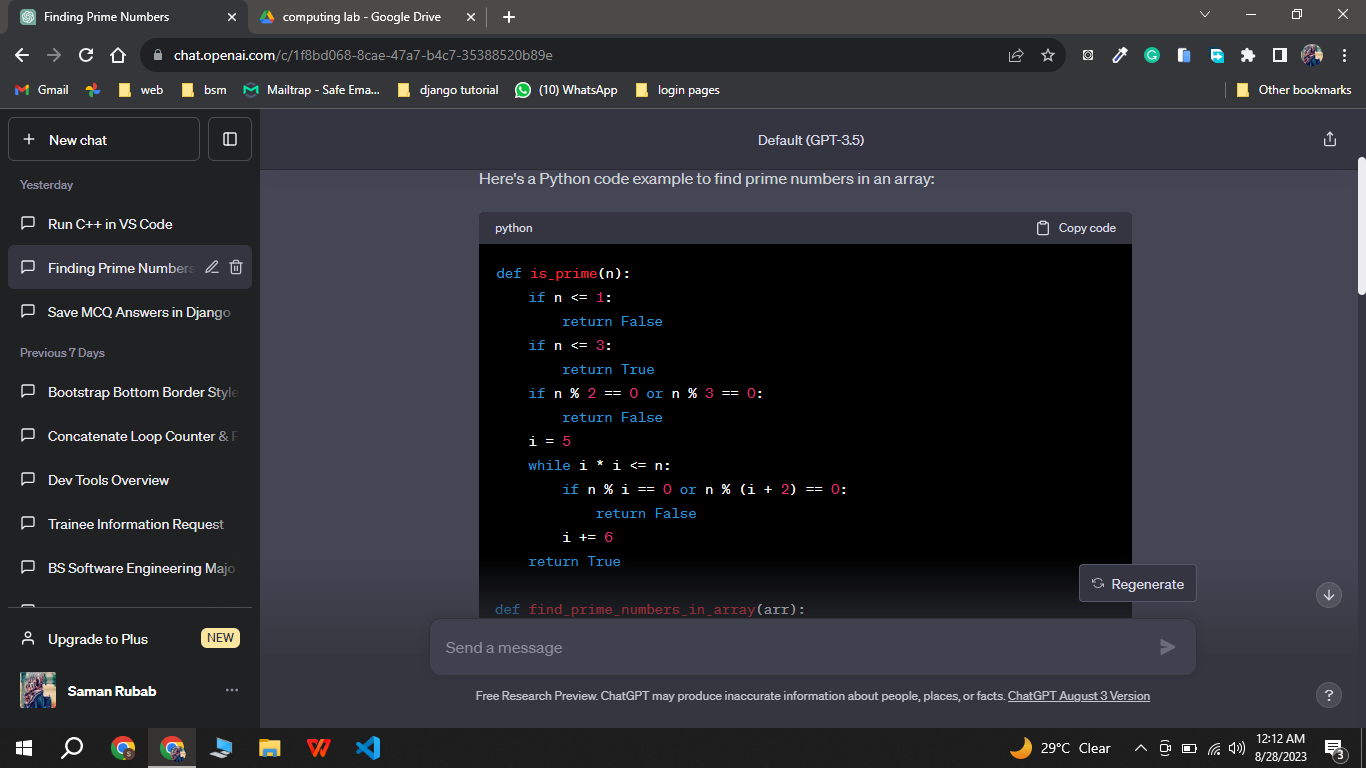 Finding Prime Numbers
computing lab - Google Drive
chat.openai.com/c/1f8bd068-8cae-47a7-b4c7-35388520b89e
Gmail
web
bsm
Mailtrap - Safe Ema...
django tutorial
(10) WhatsApp
login pages
Other bookmarks
New chat
Default (GPT-3.5)
Yesterday
Run C++ in VS Code
Finding Prime Numbers
Save MCQ Answers in Django
Previous 7 Days
Bootstrap Bottom Border Style
Concatenate Loop Counter &
Dev Tools Overview
Trainee Information Request
BS Software Engineering Majo
Upgrade to Plus
NEW
Saman Rubab
Here's a Python code example to find prime numbers in an array:
python
Copy code
def is_prime(n):
    if n <= 1:
        return False
    if n <= 3:
        return True
    if n % 2 == 0 or n % 3 == 0:
        return False
    i = 5
    while i * i <= n:
        if n % i == 0 or n % (i + 2) == 0:
            return False
        i += 6
    return True
def find_prime_numbers_in_array(arr):
Regenerate
Send a message
Free Research Preview. ChatGPT may produce inaccurate information about people, places, or facts. ChatGPT August 3 Version
?
29°C Clear
12:12 AM
8/28/2023
3